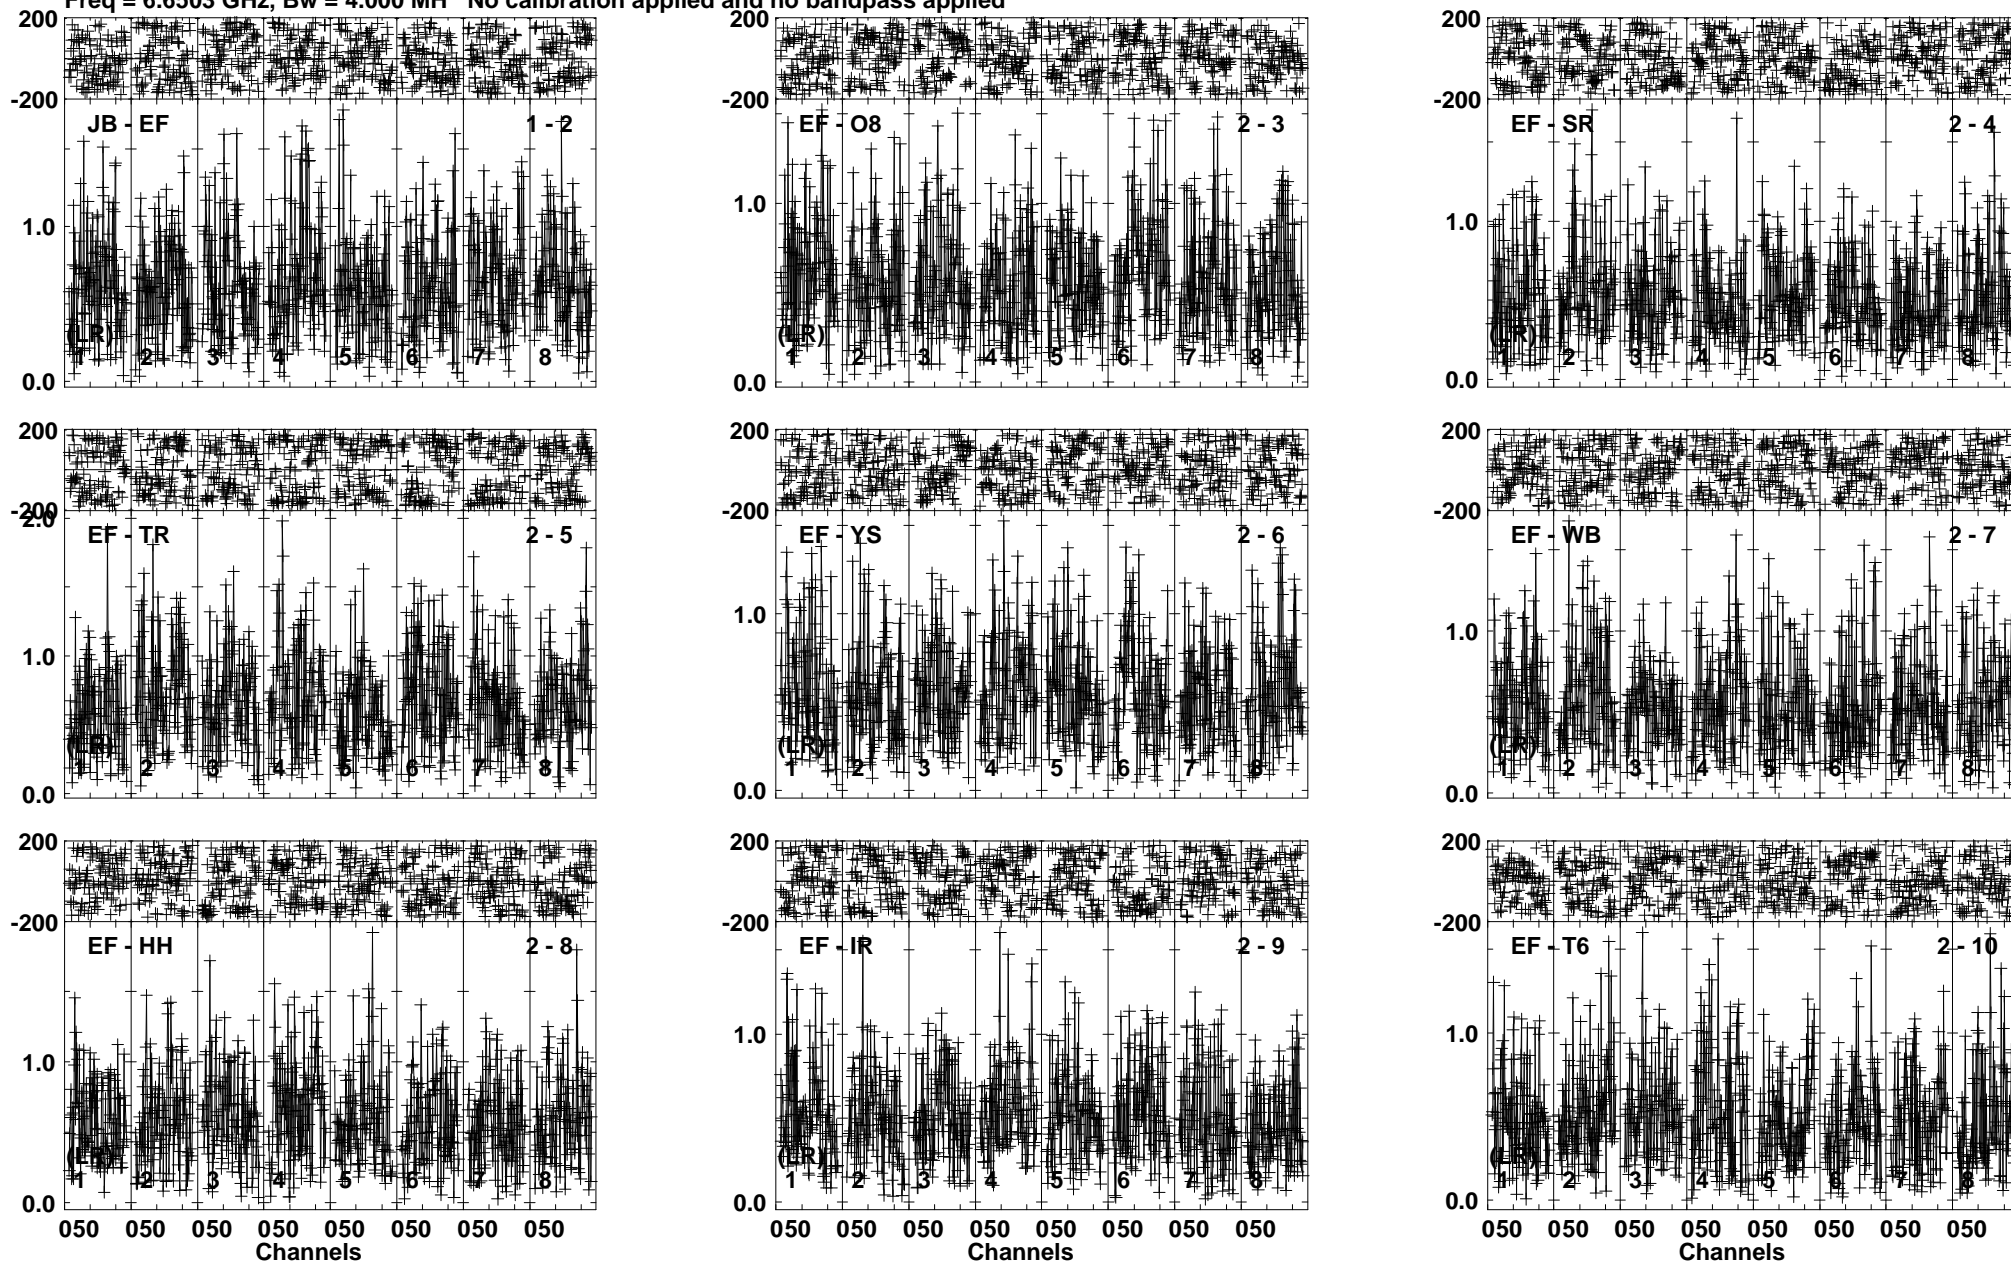 Freq = 6.6503 GHz, Bw = 4.000 MH No calibration applied and no bandpass applied
200 200 200
-200 -200 -200
JB - EF 1 - 2 EF - O8 2 - 3 EF - SR 2 - 4
1.0 1.0 1.0
(LR) (LR) (LR)
1 2 3 4 5 6 7 8 1 2 3 4 5 6 7 8 1 2 3 4 5 6 7 8
0.0 0.0 0.0
200 200 200
-200 -200 -200
2.0
EF - TR 2 - 5 EF - YS 2 - 6 EF - WB 2 - 7
1.0 1.0 1.0
(LR) (LR) (LR)
1 2 3 4 5 6 7 8 1 2 3 4 5 6 7 8 1 2 3 4 5 6 7 8
0.0 0.0 0.0
200 200 200
-200 -200 -200
EF - HH 2 - 8 EF - IR 2 - 9 EF - T6 2 - 10
1.0 1.0 1.0
(LR) (LR) (LR)
1 2 3 4 5 6 7 8 1 2 3 4 5 6 7 8 1 2 3 4 5 6 7 8
0.0 0.0 0.0
050 050 050 050 050 050 050 050 050 050 050 050 050 050 050 050 050 050 050 050 050 050 050 050
Channels Channels Channels